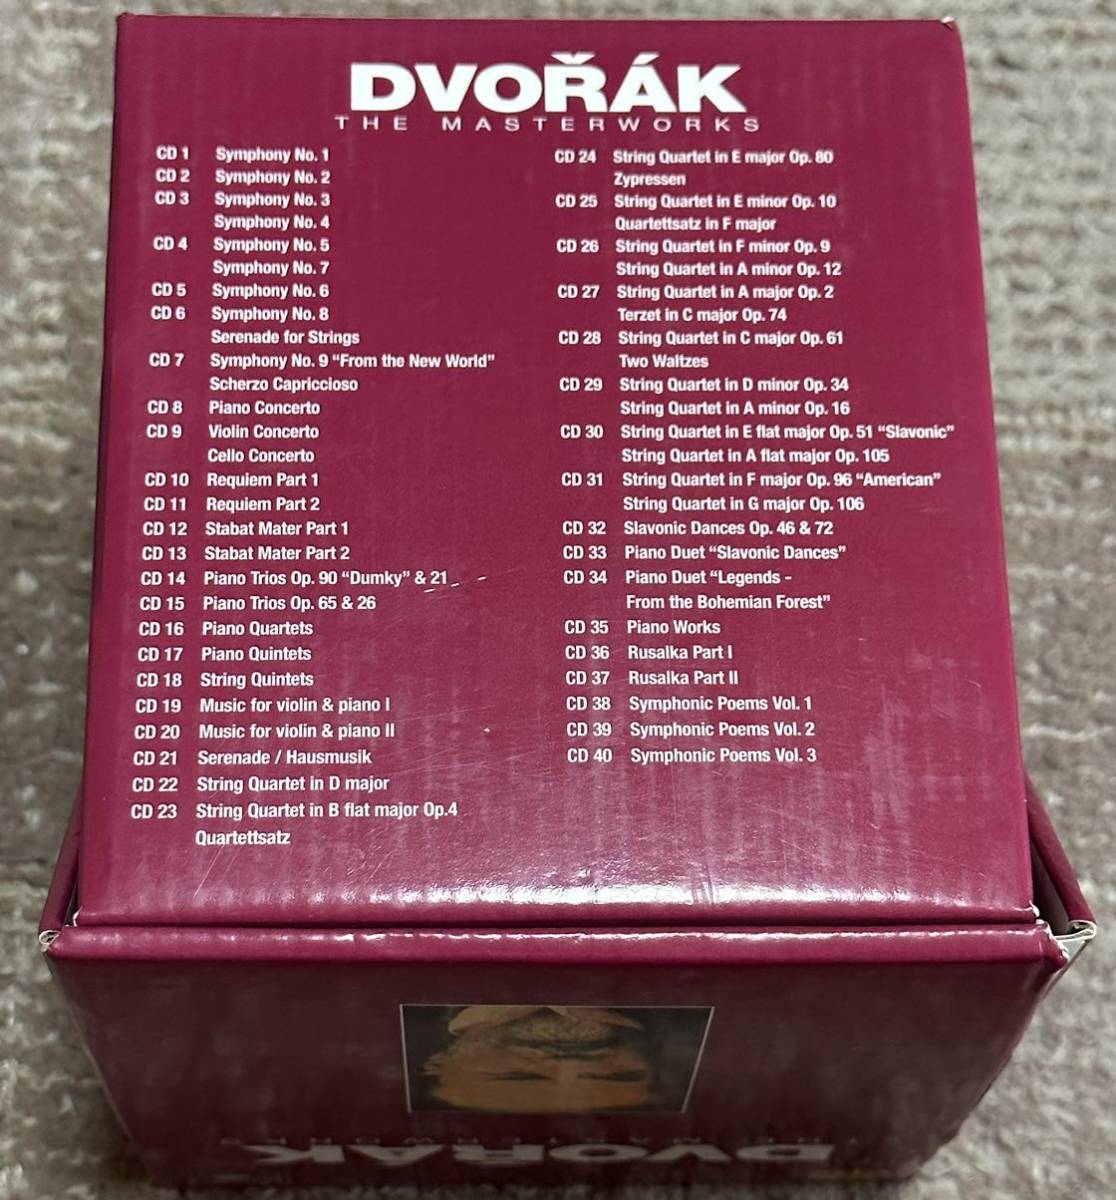 DVOŘÁK
THE MASTERWORKS
CD 1 Symphony No. 1
CD 2 Symphony No. 2
CD 3 Symphony No. 3
Symphony No. 4
CD 4 Symphony No. 5
Symphony No. 7
CD 5 Symphony No. 6
CD 6 Symphony No. 8
Serenade for Strings
CD 7 Symphony No. 9 “From the New World”
Scherzo Capriccioso
CD 8 Piano Concerto
CD 9 Violin Concerto
Cello Concerto
CD 10 Requiem Part 1
CD 11 Requiem Part 2
CD 12 Stabat Mater Part 1
CD 13 Stabat Mater Part 2
CD 14 Piano Trios Op. 90 “Dumky” & 21
CD 15 Piano Trios Op. 65 & 26
CD 16 Piano Quartets
CD 17 Piano Quintets
CD 18 String Quintets
CD 19 Music for violin & piano I
CD 20 Music for violin & piano II
CD 21 Serenade / Hausmusik
CD 22 String Quartet in D major
CD 23 String Quartet in B flat major Op.4
Quartettsatz
CD 24 String Quartet in E major Op. 80
Zypressen
CD 25 String Quartet in E minor Op. 10
Quartettsatz in F major
CD 26 String Quartet in F minor Op. 9
String Quartet in A minor Op. 12
CD 27 String Quartet in A major Op. 2
Terzet in C major Op. 74
CD 28 String Quartet in C major Op. 61
Two Waltzes
CD 29 String Quartet in D minor Op. 34
String Quartet in A minor Op. 16
CD 30 String Quartet in E flat major Op. 51 “Slavonic”
String Quartet in A flat major Op. 105
CD 31 String Quartet in F major Op. 96 “American”
String Quartet in G major Op. 106
CD 32 Slavonic Dances Op. 46 & 72
CD 33 Piano Duet “Slavonic Dances”
CD 34 Piano Duet “Legends –
From the Bohemian Forest”
CD 35 Piano Works
CD 36 Rusalka Part I
CD 37 Rusalka Part II
CD 38 Symphonic Poems Vol. 1
CD 39 Symphonic Poems Vol. 2
CD 40 Symphonic Poems Vol. 3
THE MASTERWORKS
DVOŘÁK